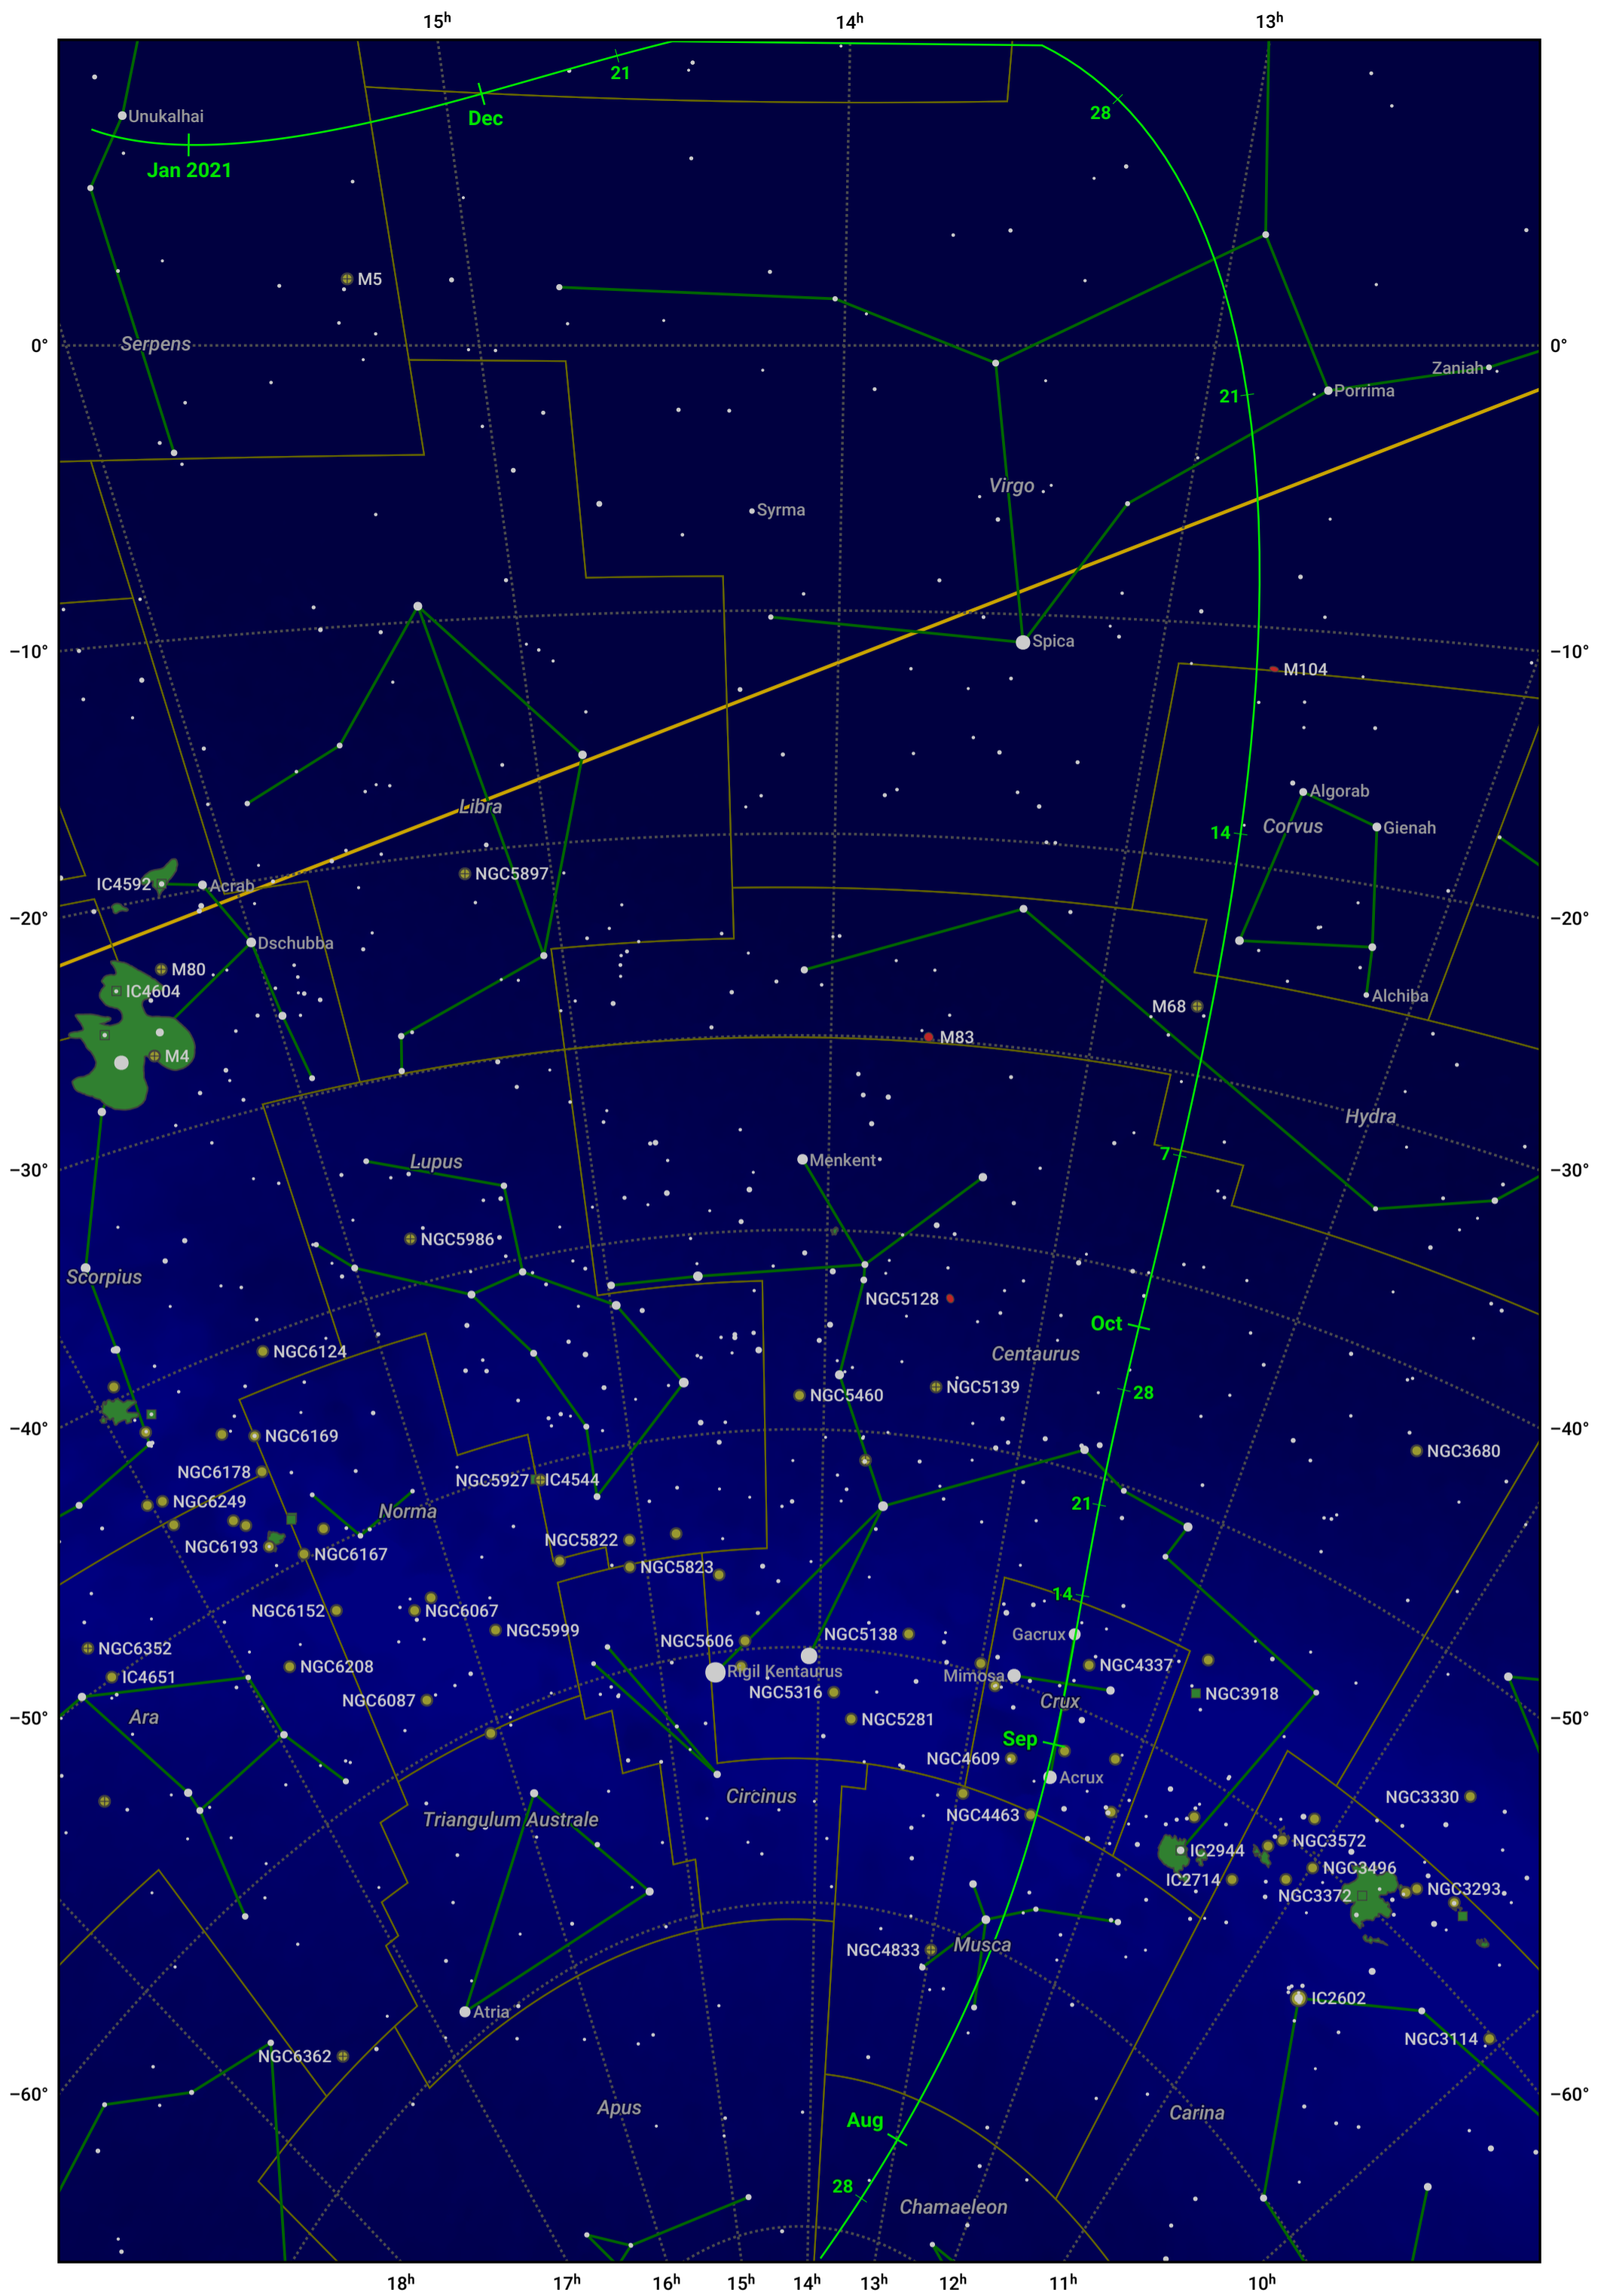 15h 14h 13h
21
28
Dec
Unukalhai
Jan 2021
M5
Serpens
0° 0°
Zaniah
Porrima
21
Virgo
Syrma
Spica
−10° −10°
M104
Algorab
Libra
14 Corvus Gienah
NGC5897
IC4592 Acrab
−20° −20°
Dschubba
M80
IC4604 Alchiba
M68
M83
M4
Hydra
7
Lupus Menkent
−30° −30°
NGC5986
Scorpius
NGC5128
Oct
NGC6124 Centaurus
NGC5139
NGC5460 28
−40° −40°
NGC6169
NGC3680
NGC6178 NGC5927 IC4544
NGC6249 Norma 21
NGC6193 NGC6167 NGC5822
NGC5823
14
NGC6152 NGC6067
NGC5999 NGC5138 Gacrux
NGC6352 NGC5606
NGC6208 NGC4337
IC4651 Rigil Kentaurus Mimosa
NGC6087 NGC5316 Crux NGC3918
Ara NGC5281
−50° −50°
Sep
NGC4609
Acrux
Circinus NGC3330
Triangulum Australe NGC4463
NGC3572
IC2944
NGC3496
IC2714
NGC3372 NGC3293
Musca
NGC4833
IC2602
Atria
NGC3114
NGC6362
−60° −60°
Apus Carina
Aug
28
Chamaeleon
18h 17h 16h 15h 14h 13h 12h 11h 10h